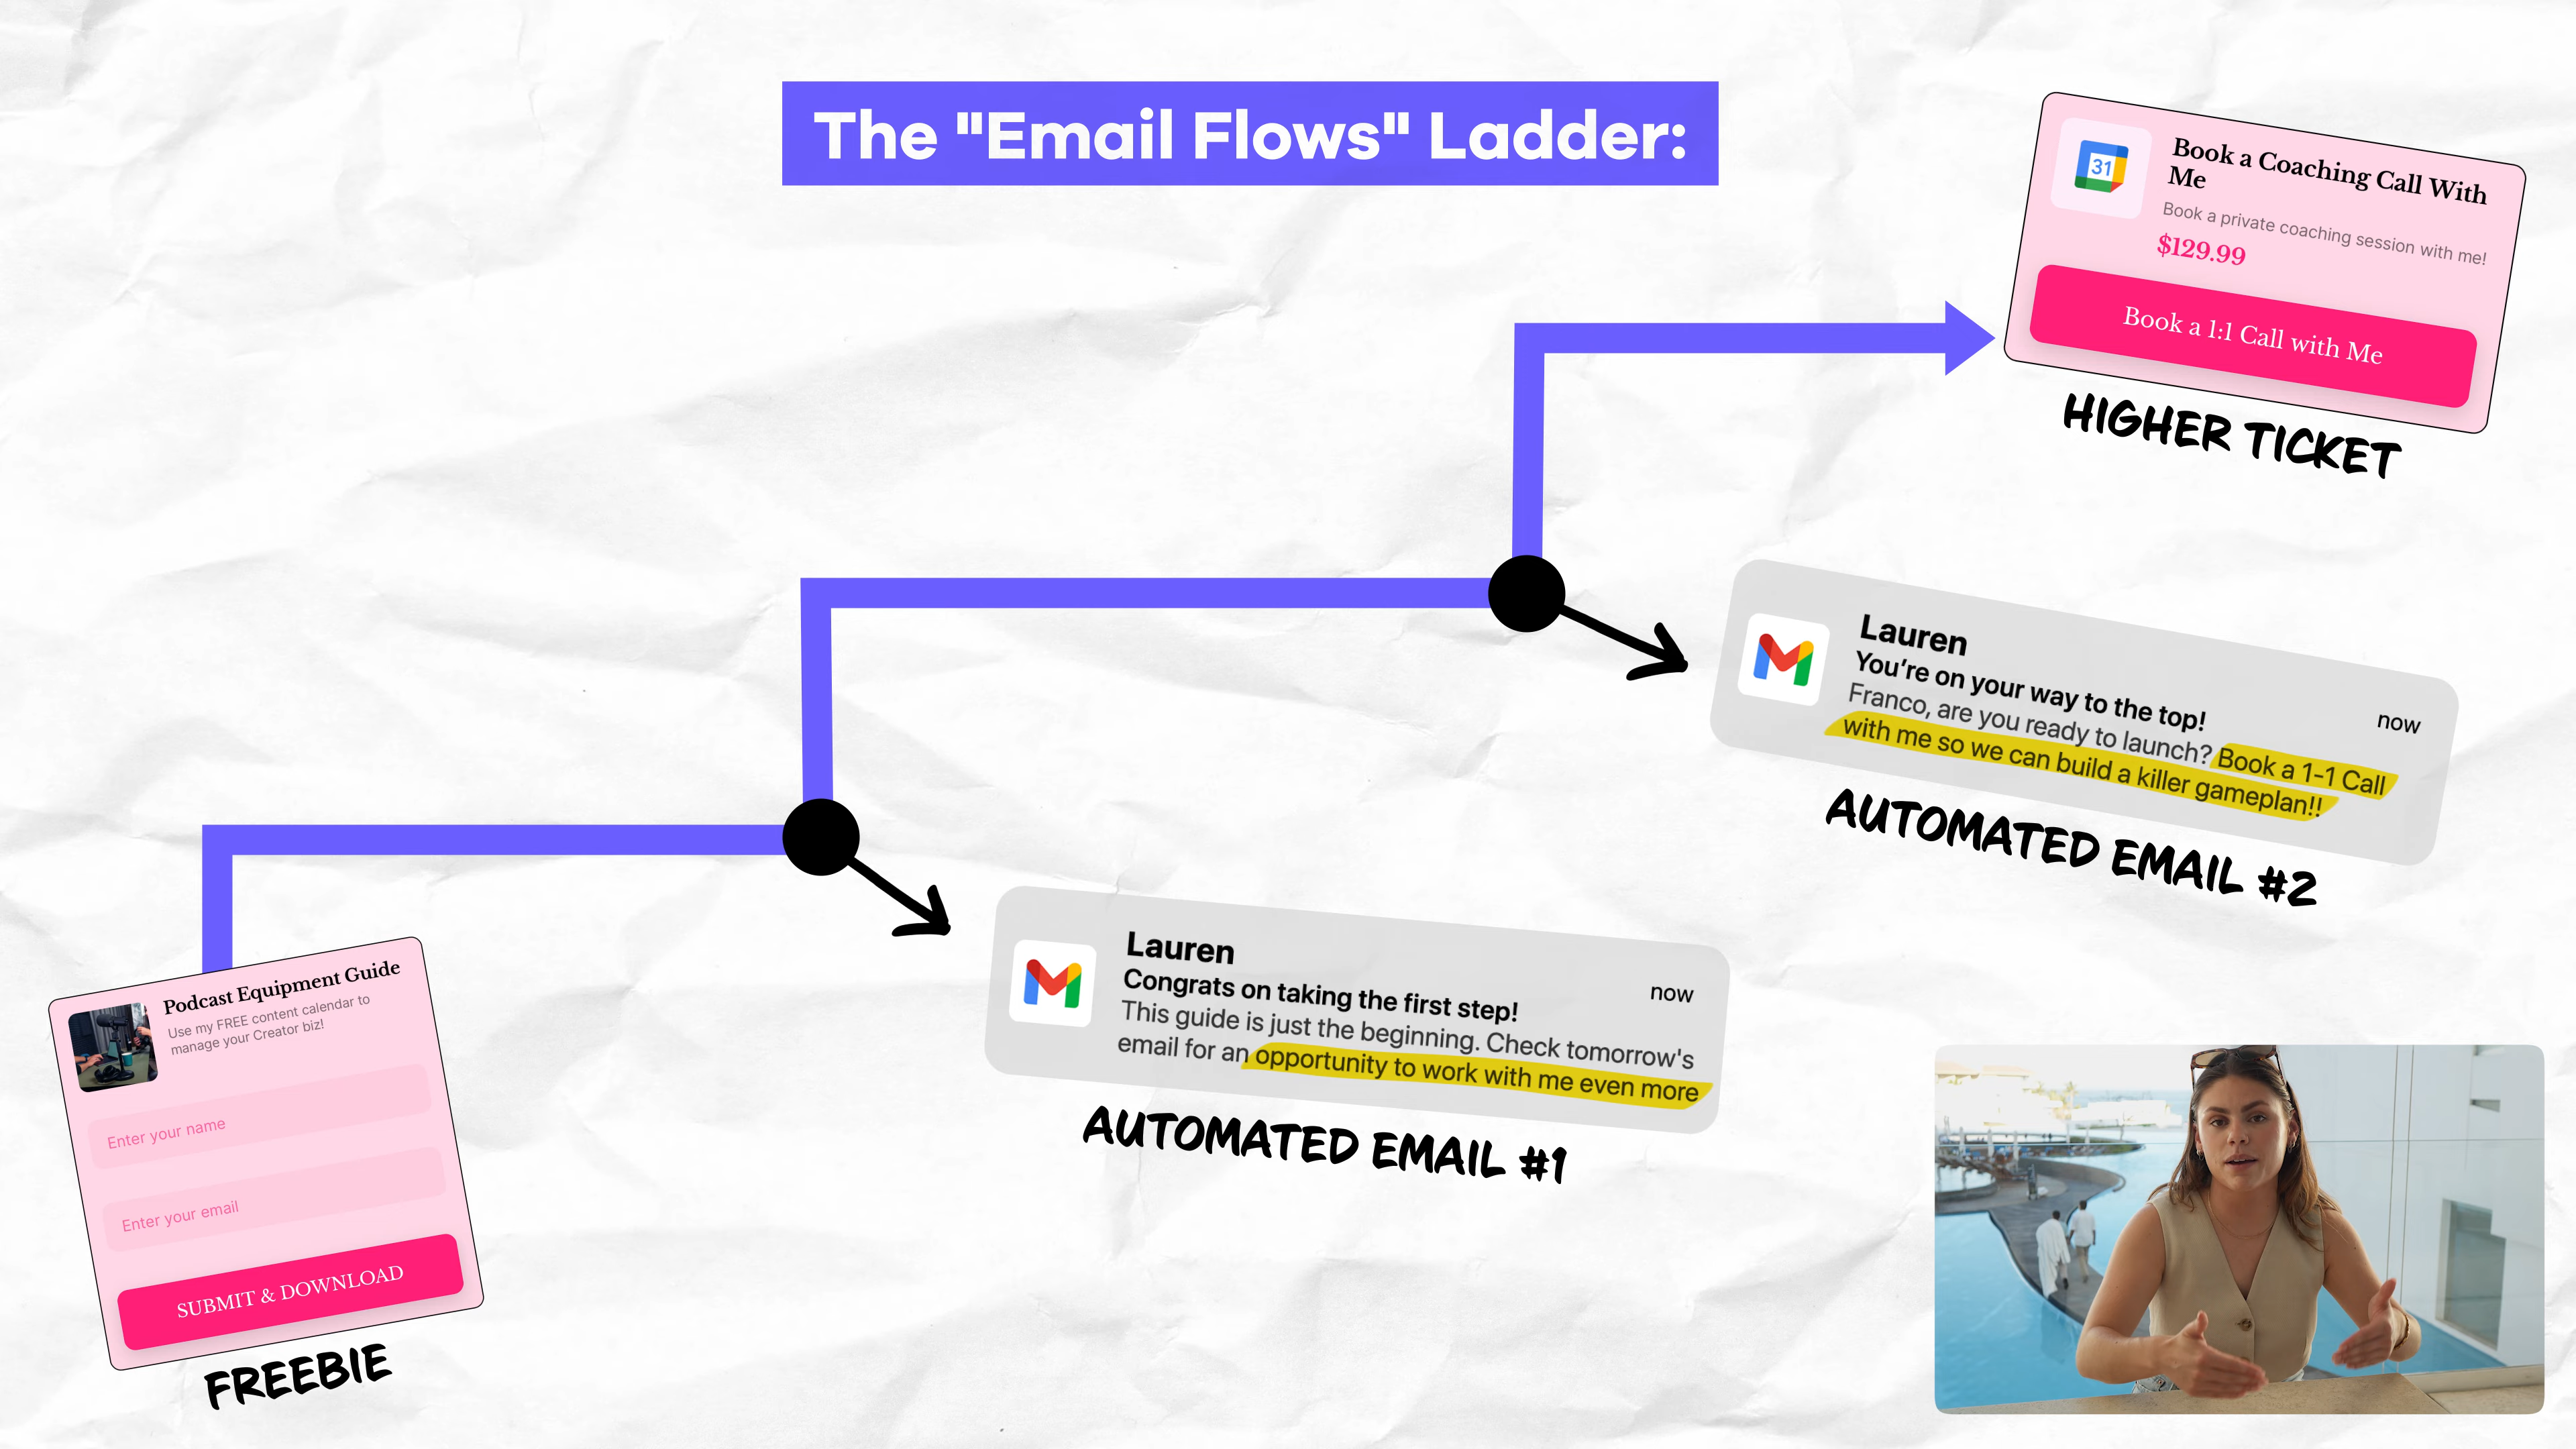 The "Email Flows" Ladder:
31
Book a Coaching Call With
Me
Book a private coaching session with me!
$129.99
Book a 1:1 Call with Me
HIGHER TICKET
Lauren
You're on your way to the top!
now
Franco, are you ready to launch? Book a 1-1 Call
with me so we can build a killer gameplan!!
AUTOMATED EMAIL #2
Lauren
Congrats on taking the first step!
now
This guide is just the beginning. Check tomorrow's
email for an opportunity to work with me even more
AUTOMATED EMAIL #1
Podcast Equipment Guide
Use my FREE content calendar to
manage your Creator biz!
Enter your name
Enter your email
SUBMIT & DOWNLOAD
FREEBIE